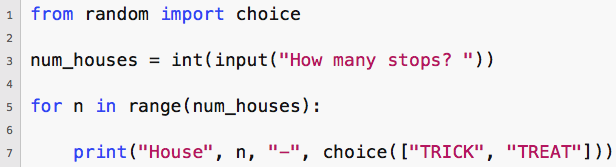 1 from random import choice
2
3 num_houses = int(input("How many stops? "))
4
5 for n in range(num_houses):
6
7     print("House", n, "-", choice(["TRICK", "TREAT"]))